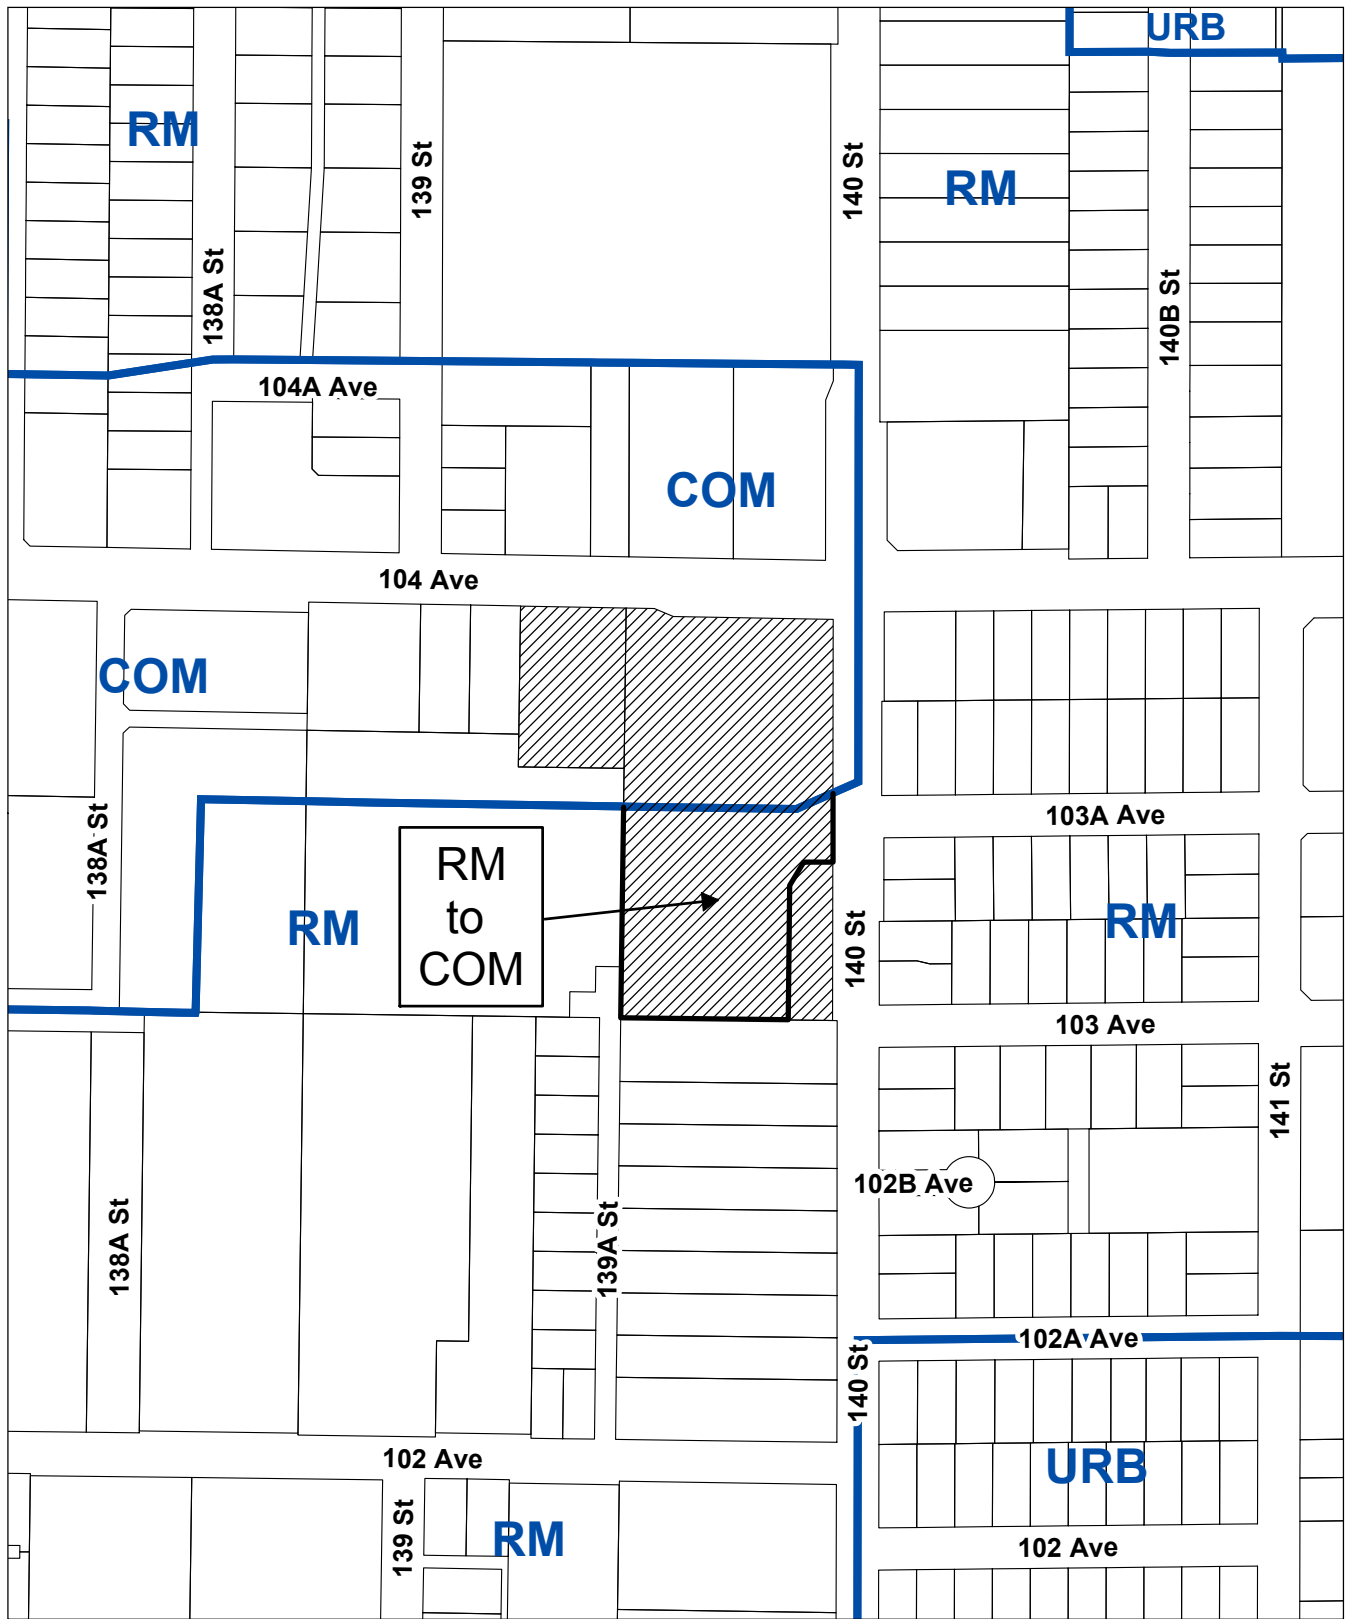 URB
RM
139 St
140 St
RM
138A St
140B St
104A Ave
COM
104 Ave
COM
103A Ave
138A St
RM
to
COM
RM
RM
140 St
103 Ave
141 St
102B Ave
138A St
139A St
102A Ave
140 St
102 Ave
URB
139 St
RM
102 Ave